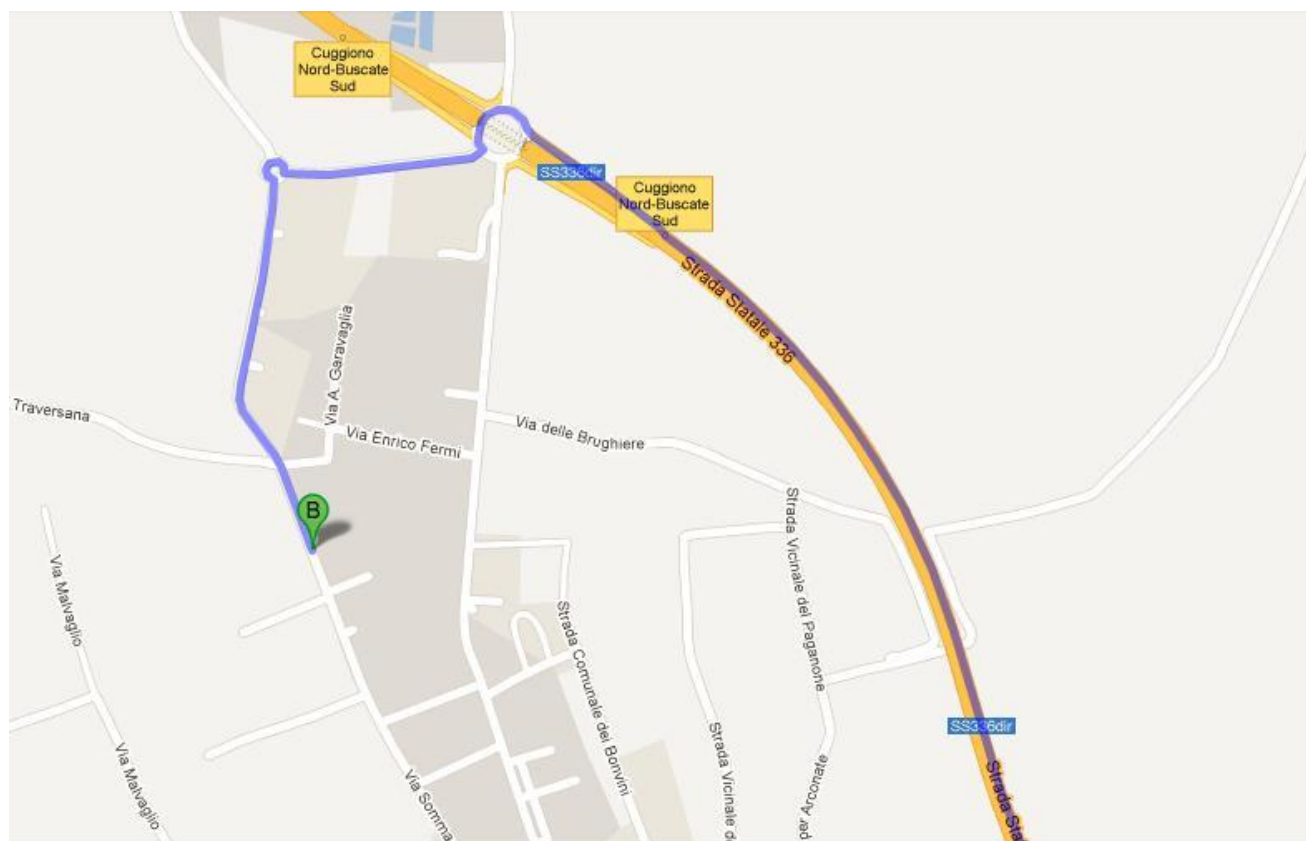 Cuggiono
Nord-Buscate
Sud
SS336dir
Cuggiono
Nord-Buscate
Sud
Strada Statale 336
Via A. Garavaglia
Traversana
Via Enrico Fermi
Via delle Brughiere
B
Strada Vicinale del Paganone
Via Malvaglio
Strada Comunale dei Bonvini
SS336dir
Strada Vicinale d
Via Malvaglio
Via Somma
per Arconate
Strada Sta